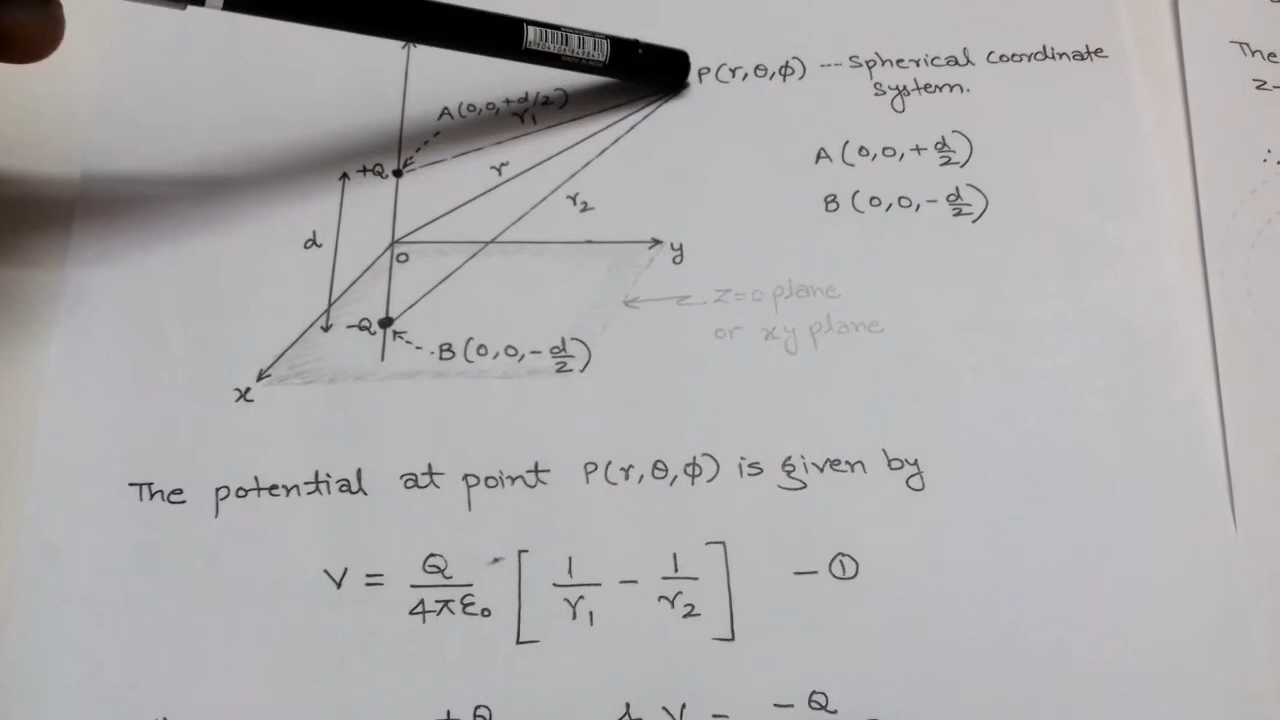 P(r,θ,ϕ) ---spherical coordinate
system.
A(0,0,+d/2)
r₁
A(0,0,+d/2)
+Q
r
B(0,0,-d/2)
r₂
d
y
O
z=0 plane
or xy plane
-Q
B(0,0,-d/2)
x
The potential at point P(r,θ,ϕ) is given by
V = Q/4πε₀ [1/r₁ - 1/r₂] -①
The
z-
∴
+Q
V = -Q